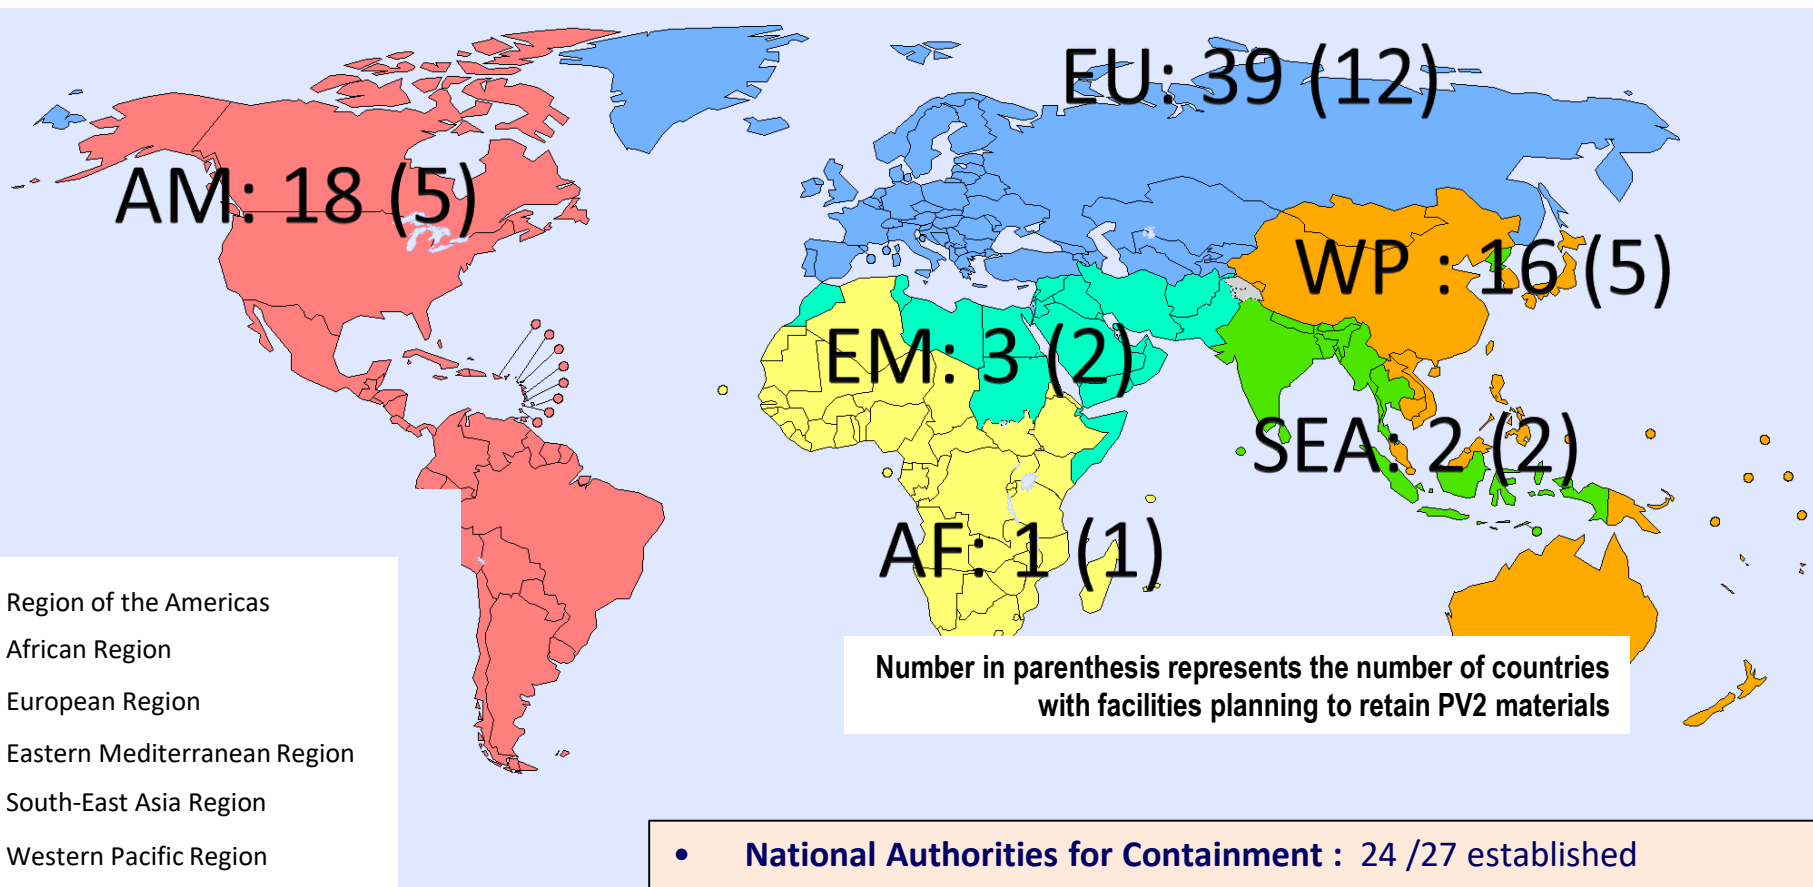 EU: 39 (12)
AM: 18 (5)
WP : 16 (5)
EM: 3 (2)
SEA: 2 (2)
AF: 1 (1)
Number in parenthesis represents the number of countries
with facilities planning to retain PV2 materials
Region of the Americas
African Region
European Region
Eastern Mediterranean Region
South-East Asia Region
Western Pacific Region
• National Authorities for Containment : 24 /27 established